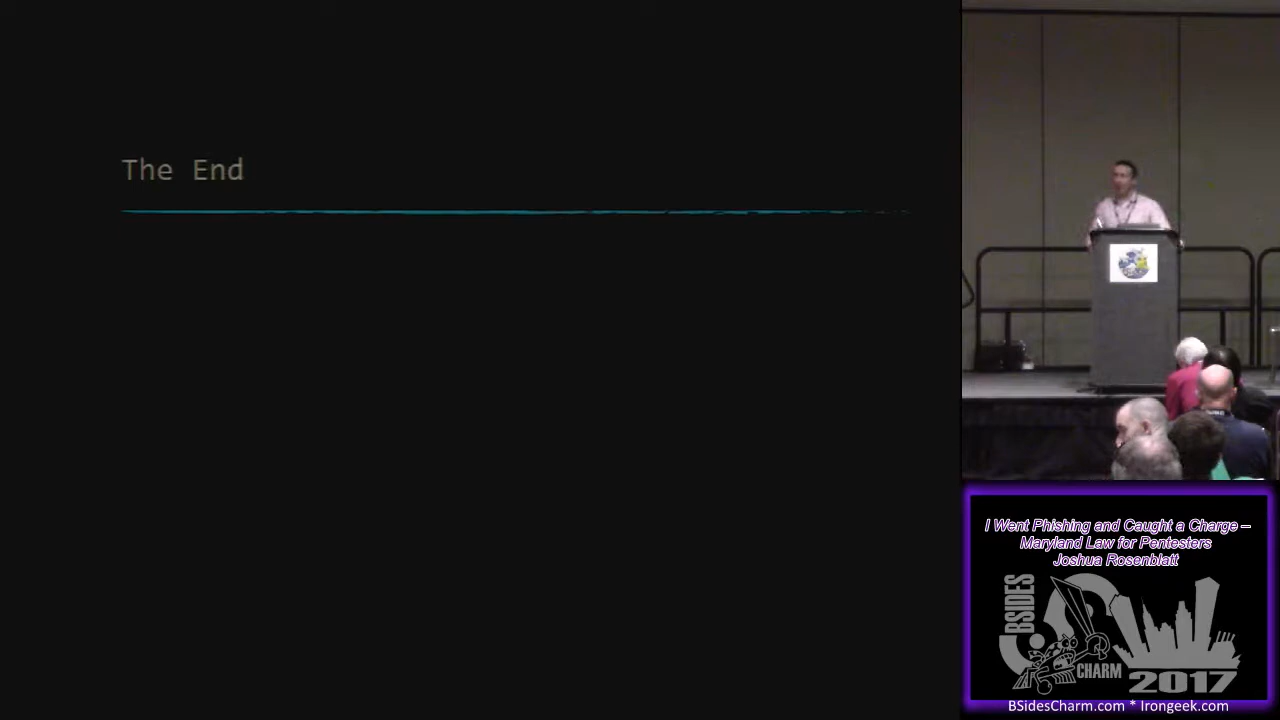 The End
I Went Phishing and Caught a Charge –
Maryland Law for Pentesters
Joshua Rosenblatt
BSIDES
CHARM
2017
BSidesCharm.com * Irongeek.com